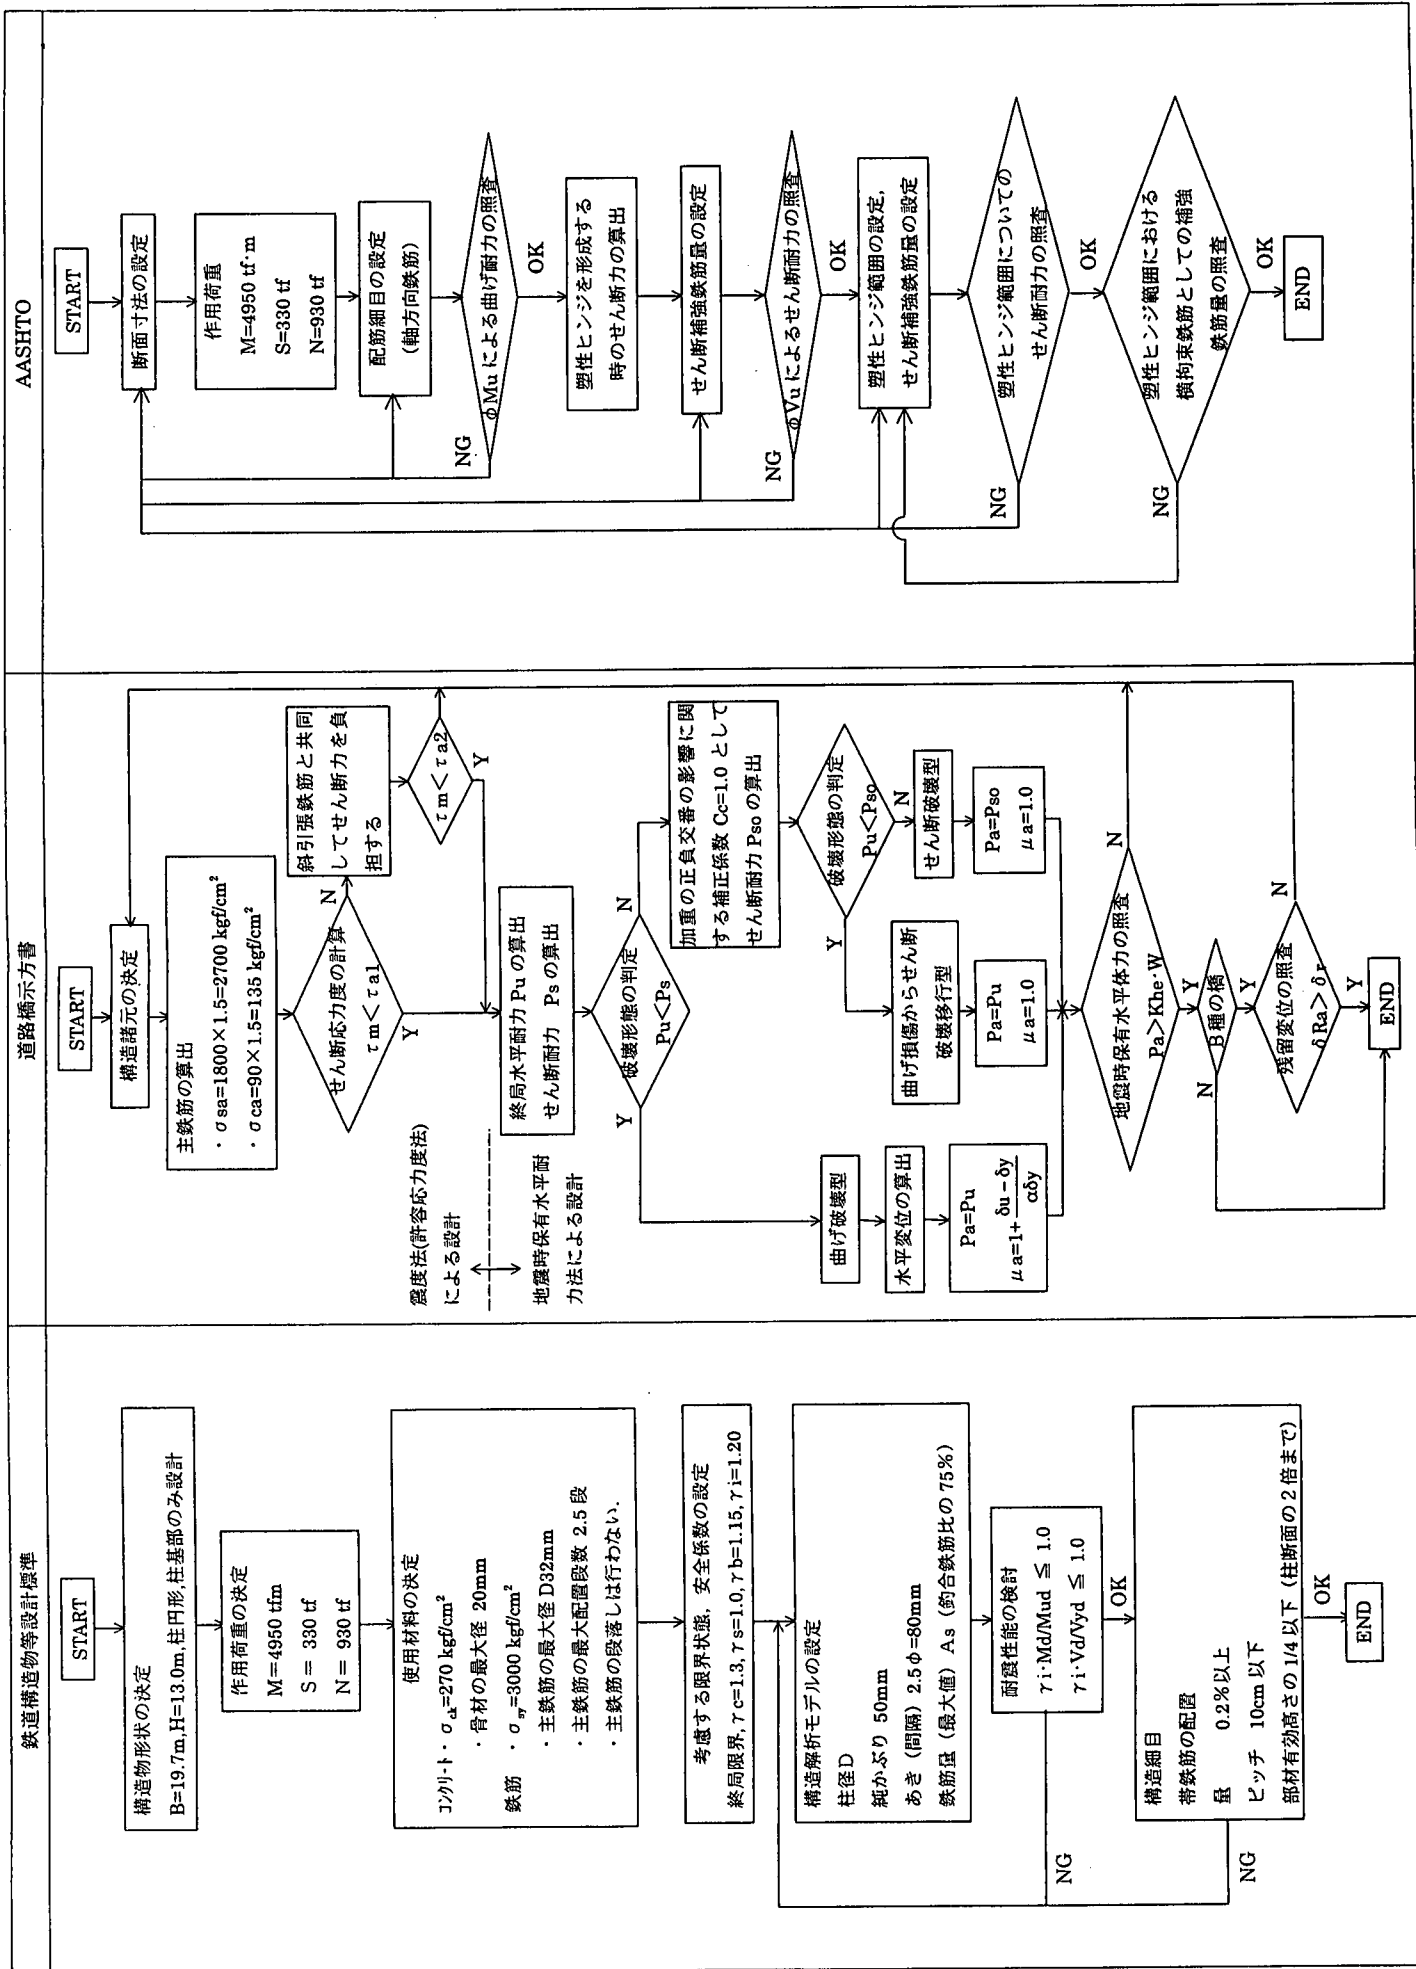 鉄道構造物等設計標準
START
構造物形状の決定
B=19.7m,H=13.0m,柱円形,柱基部のみ設計
作用荷重の決定
M=4950 tfm
S = 330 tf
N = 930 tf
使用材料の決定
コンクリート・σck=270 kgf/cm²
・骨材の最大径 20mm
鉄筋 ・σsy=3000 kgf/cm²
・主鉄筋の最大径 D32mm
・主鉄筋の最大配置段数 2.5 段
・主鉄筋の段落しは行わない.
考慮する限界状態, 安全係数の設定
終局限界, γc=1.3, γs=1.0, γb=1.15, γi=1.20
構造解析モデルの設定
柱径D
純かぶり 50mm
あき (間隔) 2.5φ=80mm
鉄筋量 (最大値) As (釣合鉄筋比の 75%)
耐震性能の検討
γi·Md/Mud ≦ 1.0
γi·Vd/Vyd ≦ 1.0
NG
OK
構造細目
帯鉄筋の配置
量 0.2%以上
ピッチ 10cm 以下
部材有効高さの 1/4 以下 (柱断面の 2 倍まで)
NG
OK
END
道路橋示方書
START
構造諸元の決定
主鉄筋の算出
・σsa=1800×1.5=2700 kgf/cm²
・σca=90×1.5=135 kgf/cm²
せん断応力度の計算
τm<τa1
N
Y
斜引張鉄筋と共同
してせん断力を負
担する
τm<τa2
Y
震度法(許容応力度法)
による設計
地震時保有水平耐
力法による設計
終局水平耐力 Pu の算出
せん断耐力 Ps の算出
破壊形態の判定
Pu<Ps
Y
N
加重の正負交番の影響に関
する補正係数 Cc=1.0 として
せん断耐力 Pso の算出
破壊形態の判定
Pu<Pso
Y
N
曲げ破壊型
水平変位の算出
Pa=Pu
μa=1+ δu－δy
αδy
曲げ損傷からせん断
破壊移行型
Pa=Pu
μa=1.0
せん断破壊型
Pa=Pso
μa=1.0
地震時保有水平体力の照査
Pa>Khe·W
N
Y
B 種の橋
N
Y
残留変位の照査
δRa>δr
N
Y
END
AASHTO
START
断面寸法の設定
作用荷重
M=4950 tf·m
S=330 tf
N=930 tf
配筋細目の設定
(軸方向鉄筋)
φMu による曲げ耐力の照査
NG
OK
塑性ヒンジを形成する
時のせん断力の算出
せん断補強鉄筋量の設定
φVu によるせん断耐力の照査
NG
OK
塑性ヒンジ範囲の設定,
せん断補強鉄筋量の設定
塑性ヒンジ範囲についての
せん断耐力の照査
NG
OK
塑性ヒンジ範囲における
横拘束鉄筋としての補強
鉄筋量の照査
NG
OK
END